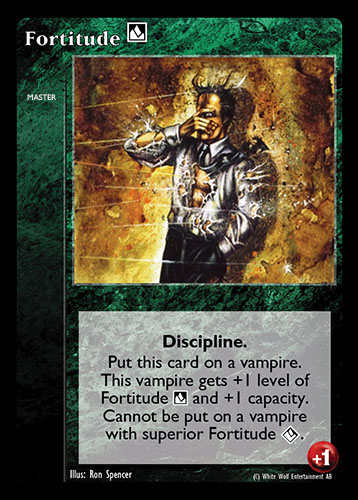 Fortitude
MASTER
Discipline.
Put this card on a vampire.
This vampire gets +1 level of
Fortitude and +1 capacity.
Cannot be put on a vampire
with superior Fortitude .
+1
Illus: Ron Spencer
(C) White Wolf Entertainment AB